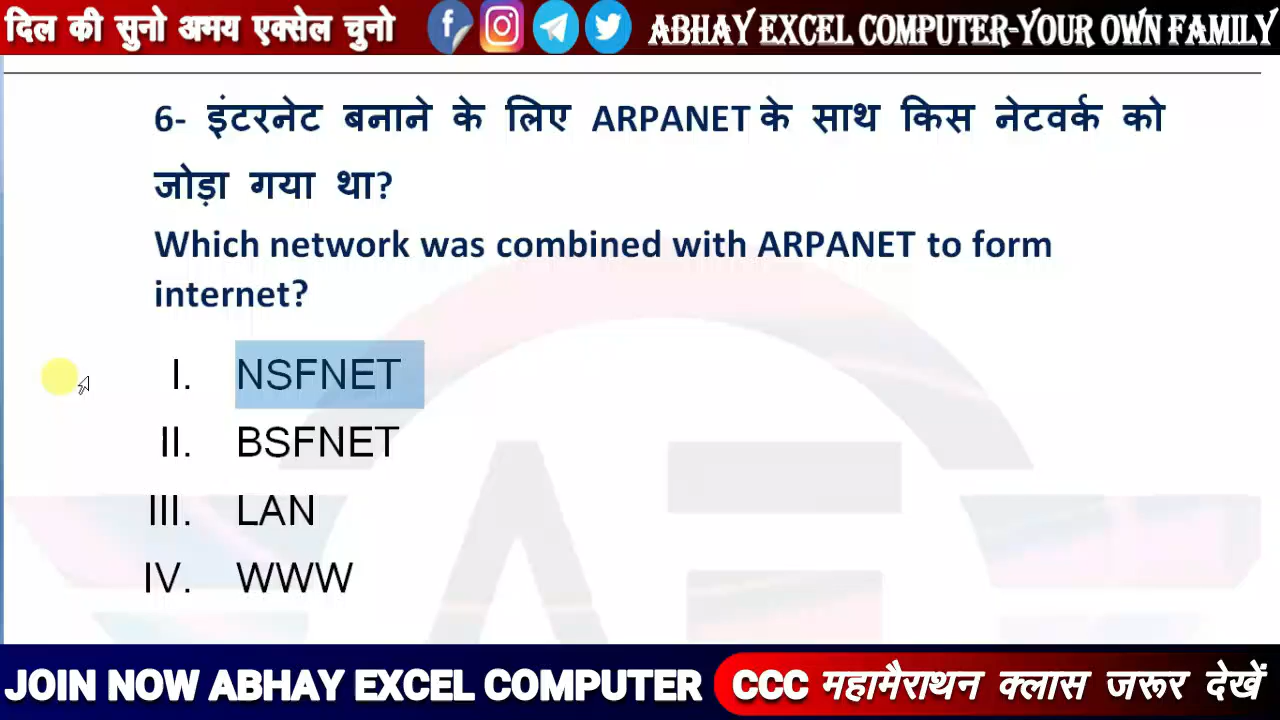 दिल की सुनो अभय एक्सेल चुनो ABHAY EXCEL COMPUTER-YOUR OWN FAMILY
6- इंटरनेट बनाने के लिए ARPANET के साथ किस नेटवर्क को
जोड़ा गया था?
Which network was combined with ARPANET to form
internet?
I. NSFNET
II. BSFNET
III. LAN
IV. WWW
JOIN NOW ABHAY EXCEL COMPUTER CCC महामैराथन क्लास जरूर देखें